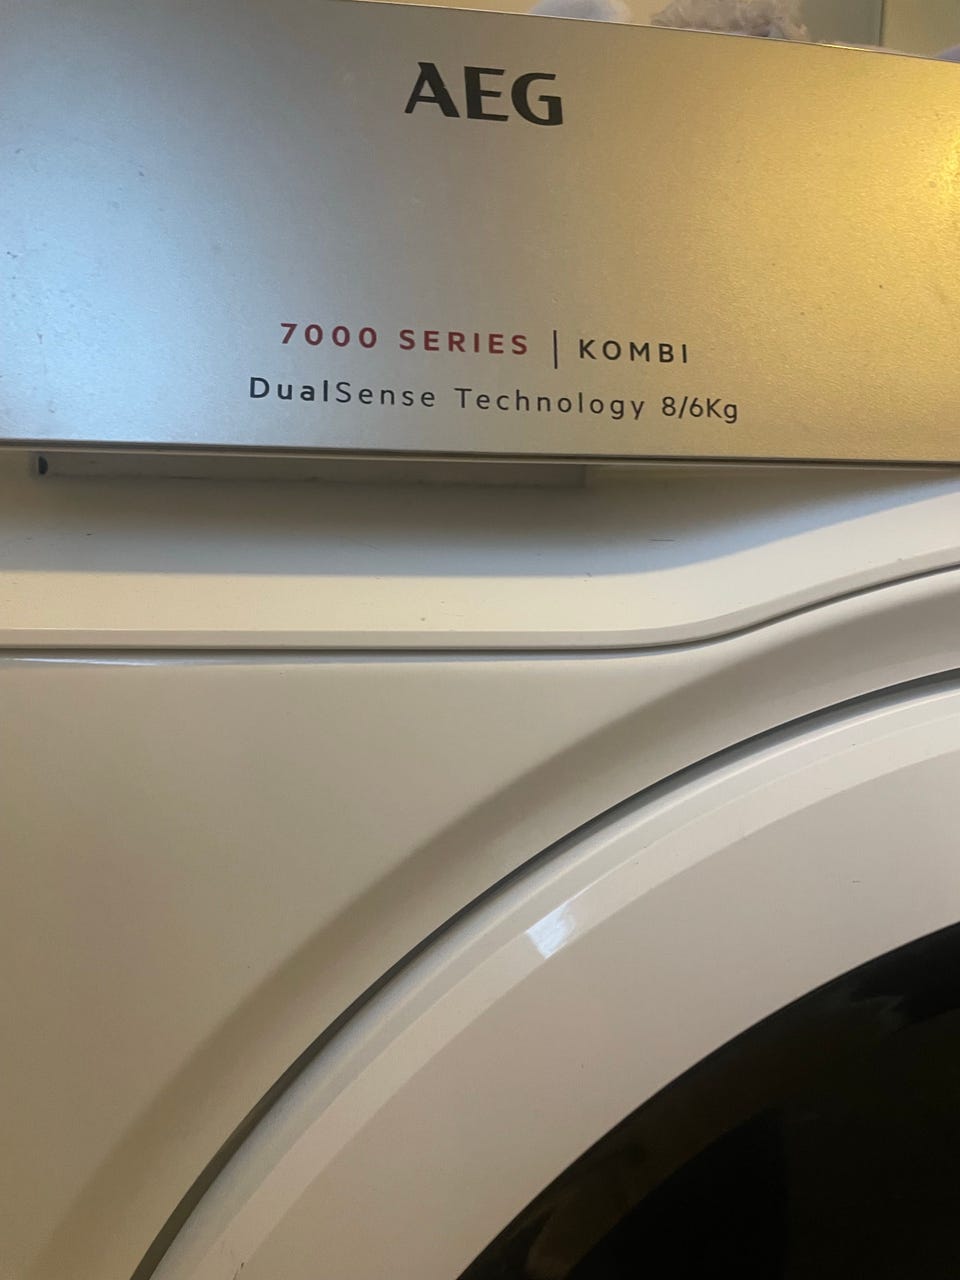 AEG
7000 SERIES | KOMBI
DualSense Technology 8/6Kg